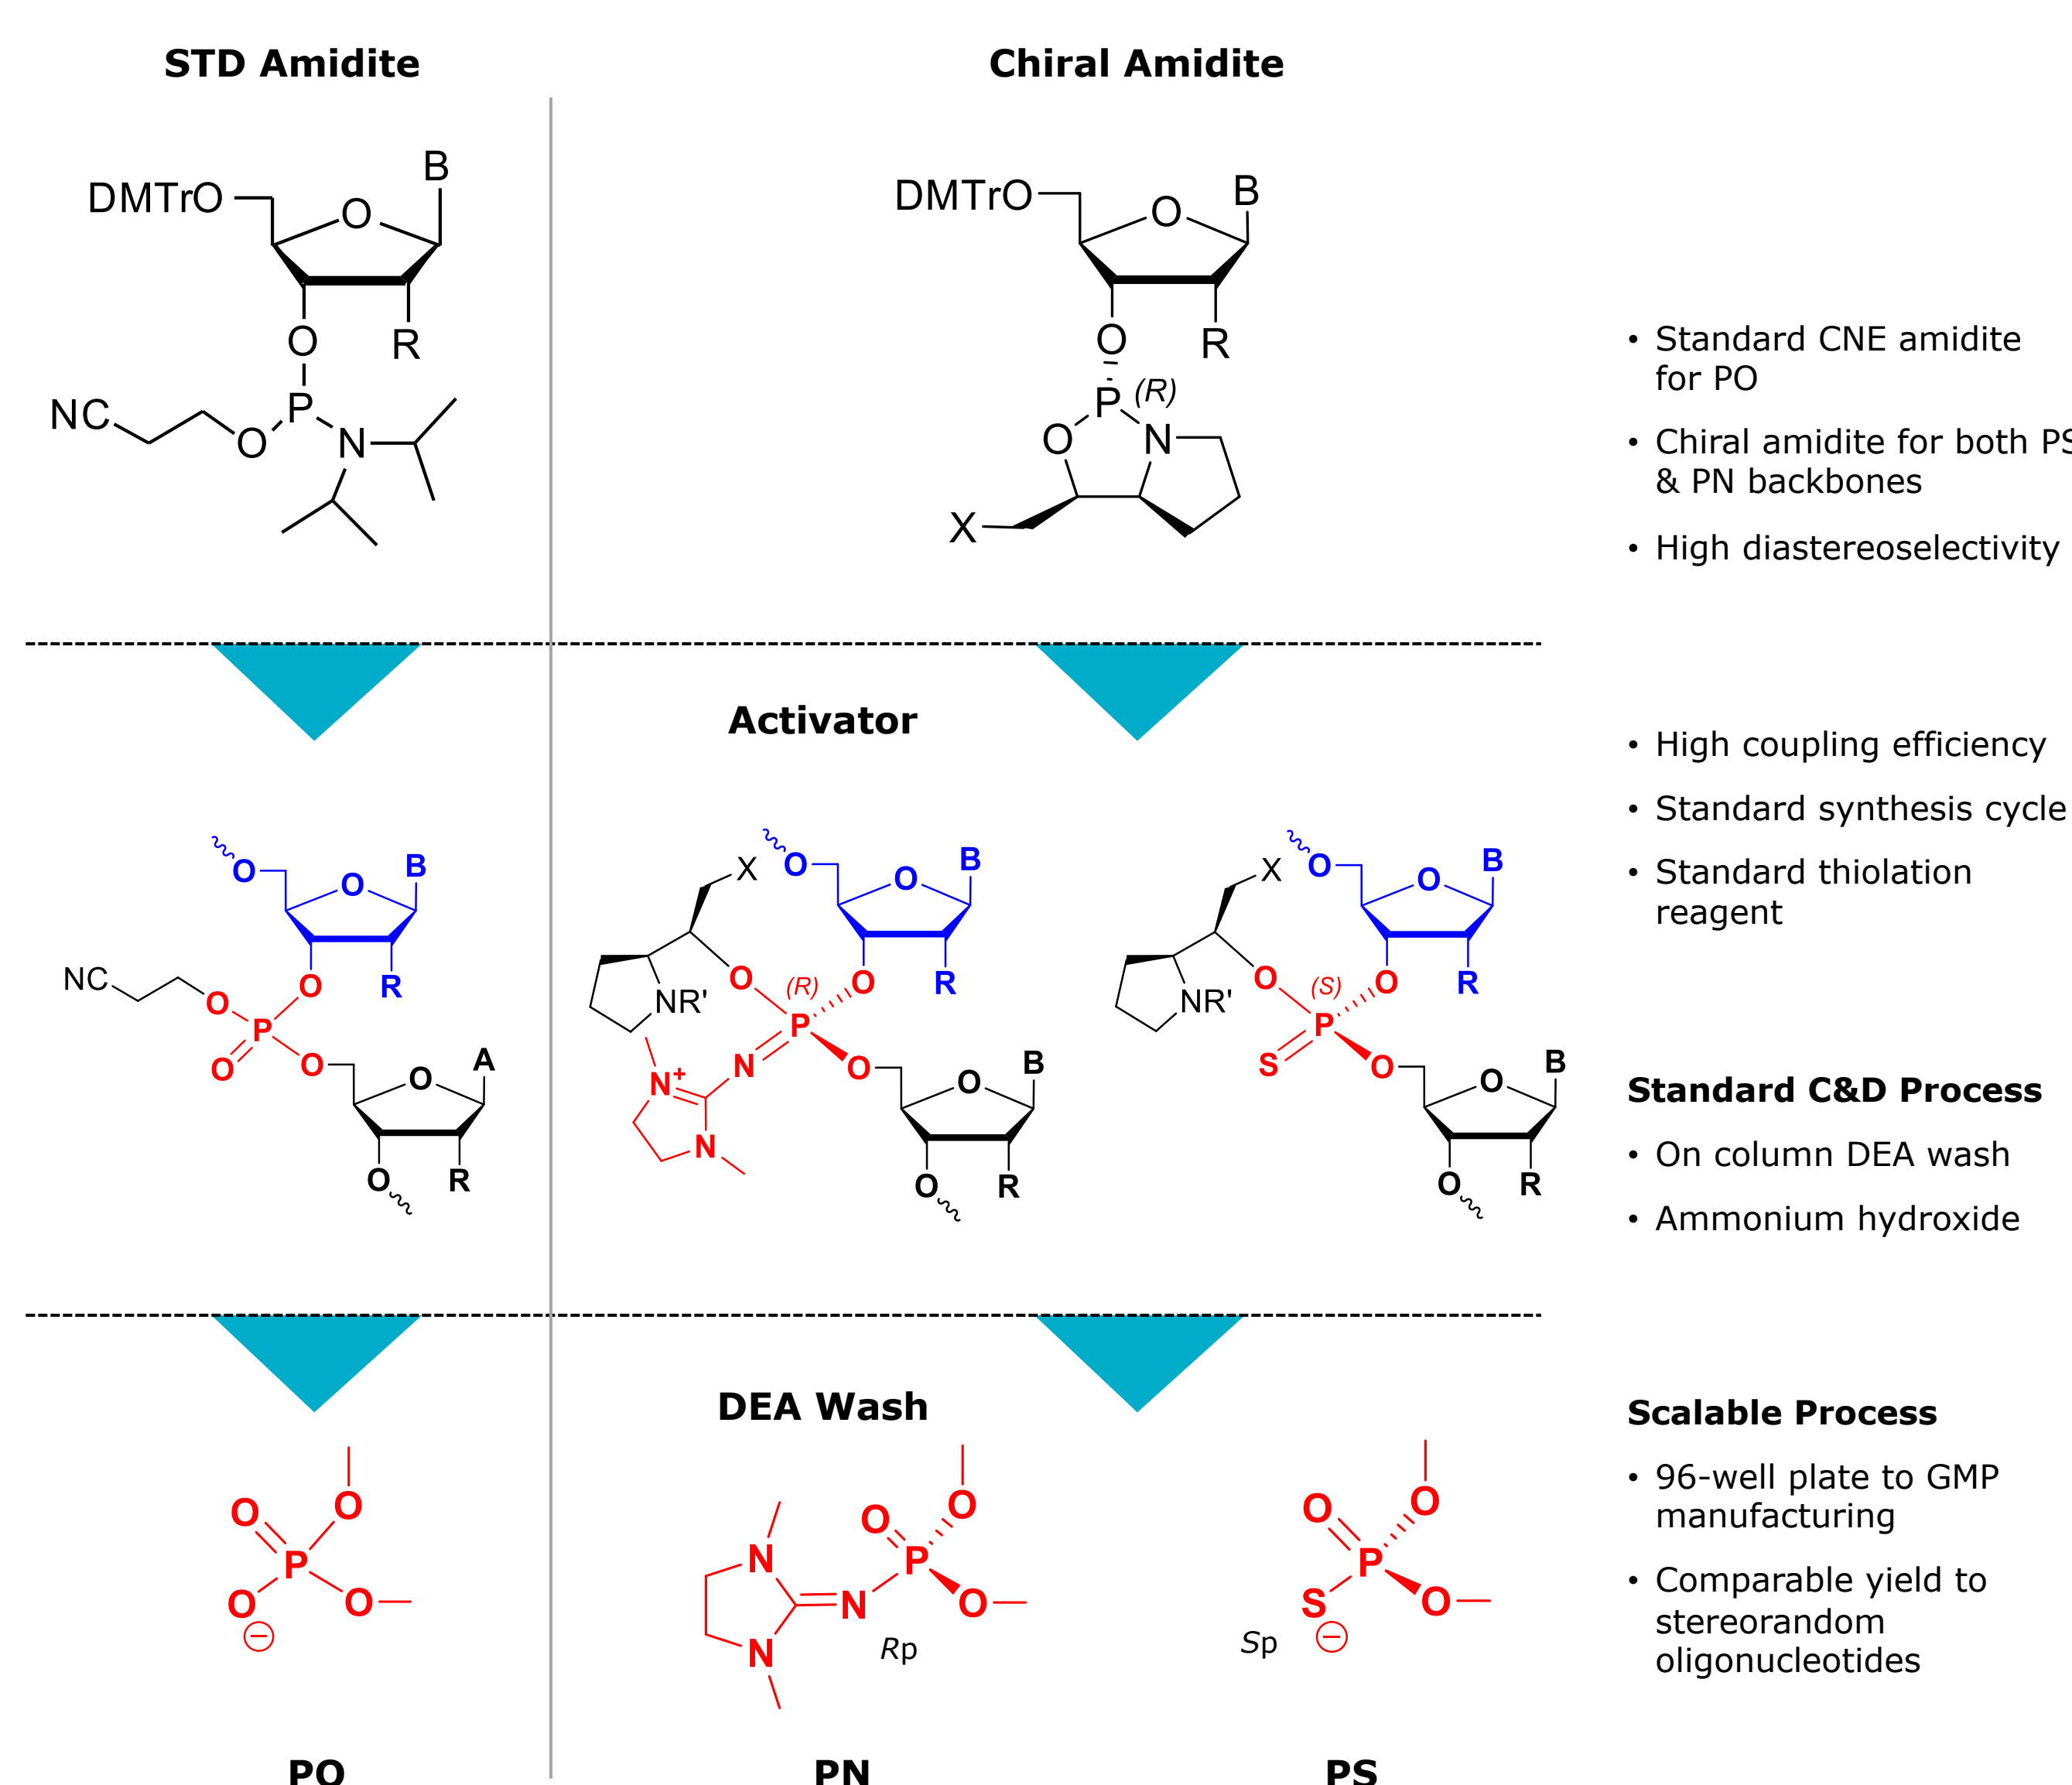 STD Amidite
Chiral Amidite
B
DMTrO
O
O
R
P
NC
O
N
B
DMTrO
O
O
R
P
(R)
O
N
X
• Standard CNE amidite
for PO
• Chiral amidite for both PS
& PN backbones
• High diastereoselectivity
Activator
O
B
O
O
R
NC
O
P
O
O
A
O
O
R
X
O
B
O
O
(R)
O
R
NR'
P
N
O
N+
N
B
O
O
R
X
O
B
O
O
(S)
O
R
NR'
P
S
O
B
O
O
R
• High coupling efficiency
• Standard synthesis cycle
• Standard thiolation
reagent
Standard C&D Process
• On column DEA wash
• Ammonium hydroxide
DEA Wash
O
O
P
O
O
−
O
O
N
P
N
O
N
Rp
O
O
P
S
O
Sp
−
Scalable Process
• 96-well plate to GMP
manufacturing
• Comparable yield to
stereorandom
oligonucleotides
PO
PN
PS